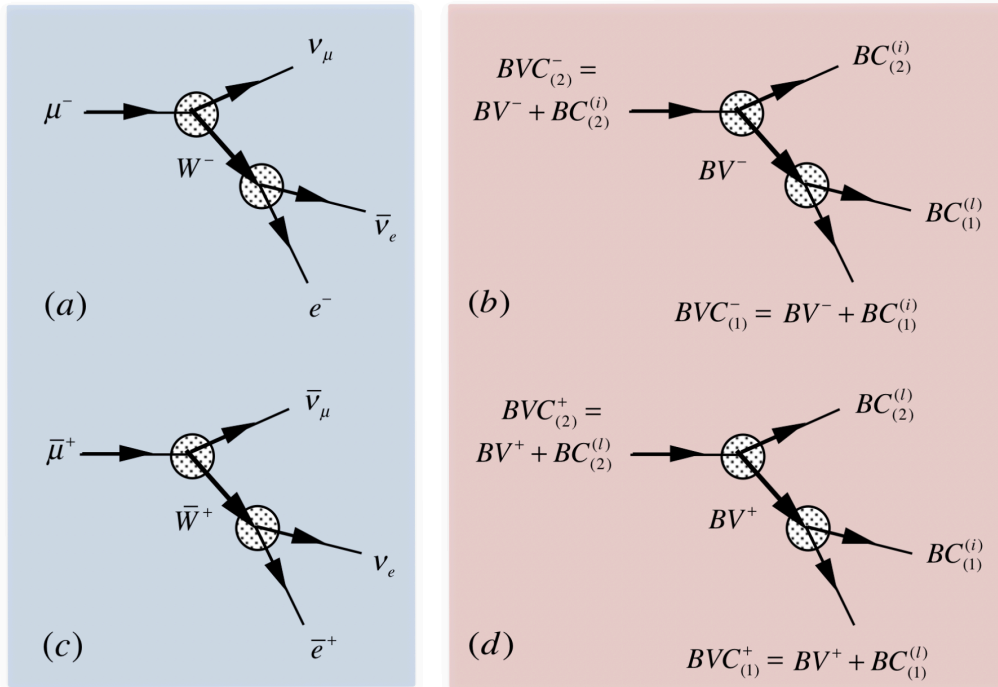 ν_μ
μ⁻
W⁻
ν̅_e
e⁻
(a)
BVC₍₂₎⁻ =
BV⁻ + BC₍₂₎⁽ⁱ⁾
BC₍₂₎⁽ⁱ⁾
BV⁻
BC₍₁₎⁽ˡ⁾
BVC₍₁₎⁻ = BV⁻ + BC₍₁₎⁽ⁱ⁾
(b)
ν̅_μ
μ̅⁺
W̅⁺
ν_e
e̅⁺
(c)
BVC₍₂₎⁺ =
BV⁺ + BC₍₂₎⁽ˡ⁾
BC₍₂₎⁽ˡ⁾
BV⁺
BC₍₁₎⁽ⁱ⁾
(d)
BVC₍₁₎⁺ = BV⁺ + BC₍₁₎⁽ˡ⁾